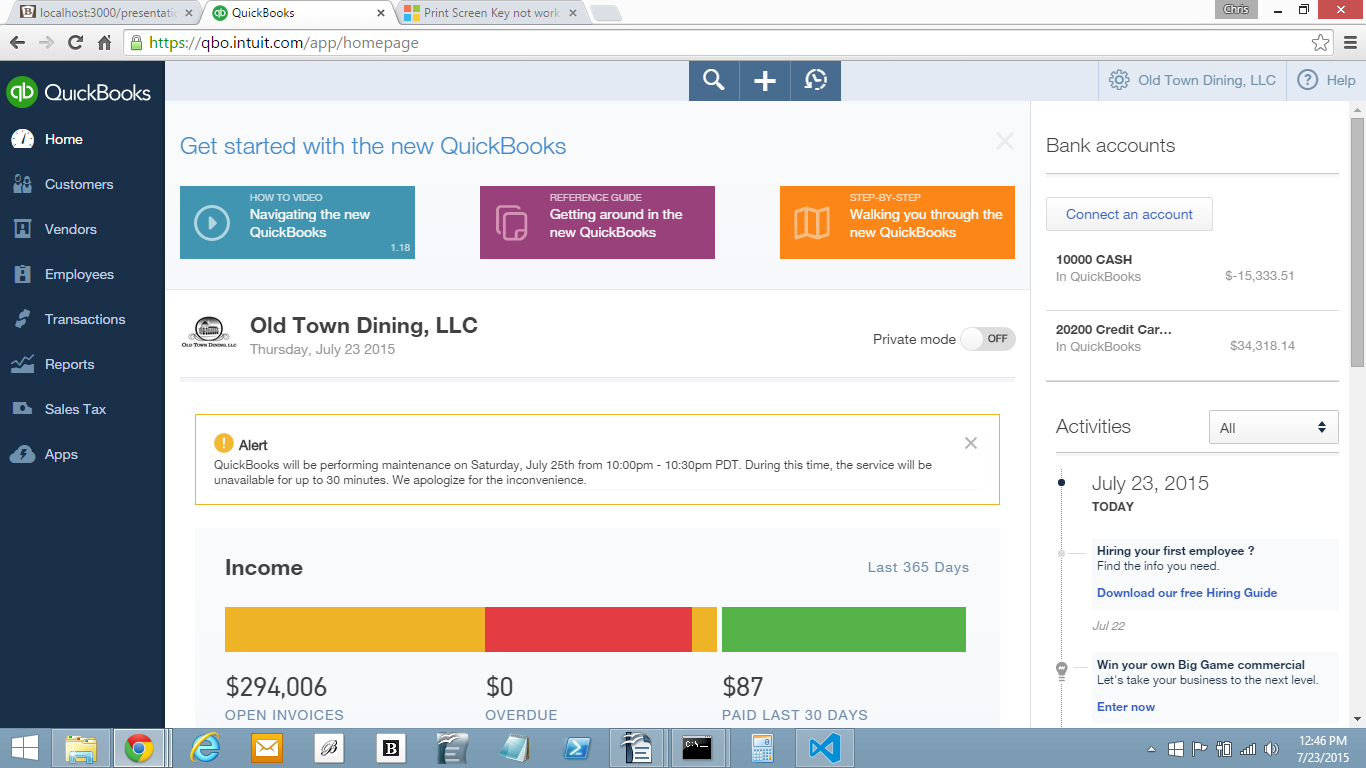 localhost:3000/presentatio
QuickBooks
Print Screen Key not work
Chris
https://qbo.intuit.com/app/homepage
qb QuickBooks
Old Town Dining, LLC
Help
Home
Customers
Vendors
Employees
Transactions
Reports
Sales Tax
Apps
Get started with the new QuickBooks
HOW TO VIDEO
Navigating the new
QuickBooks
1.18
REFERENCE GUIDE
Getting around in the
new QuickBooks
STEP-BY-STEP
Walking you through the
new QuickBooks
OLD TOWN DINING, LLC
Old Town Dining, LLC
Thursday, July 23 2015
Private mode OFF
Alert
QuickBooks will be performing maintenance on Saturday, July 25th from 10:00pm - 10:30pm PDT. During this time, the service will be
unavailable for up to 30 minutes. We apologize for the inconvenience.
Income
Last 365 Days
$294,006
OPEN INVOICES
$0
OVERDUE
$87
PAID LAST 30 DAYS
Bank accounts
Connect an account
10000 CASH
In QuickBooks $-15,333.51
20200 Credit Car...
In QuickBooks $34,318.14
Activities
All
July 23, 2015
TODAY
Hiring your first employee ?
Find the info you need.
Download our free Hiring Guide
Jul 22
Win your own Big Game commercial
Let's take your business to the next level.
Enter now
12:46 PM
7/23/2015